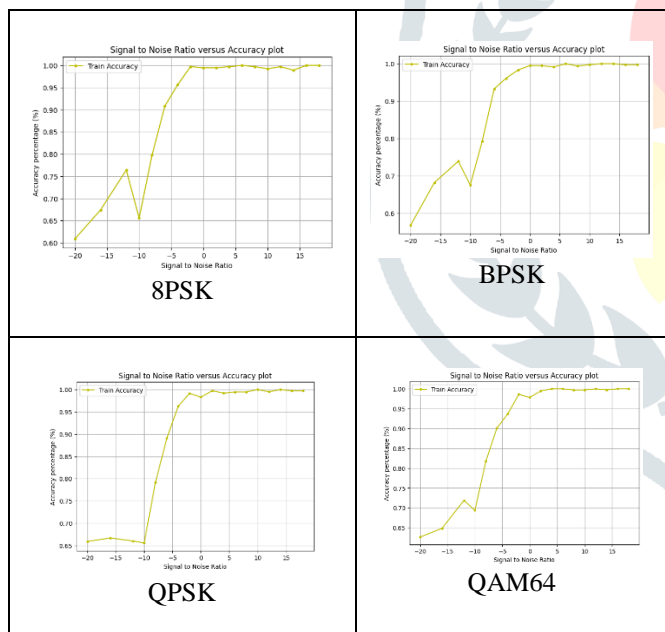 Signal to Noise Ratio versus Accuracy plot
Train Accuracy
1.00
0.95
0.90
0.85
0.80
0.75
0.70
0.65
0.60
Accuracy percentage (%)
−20 −15 −10 −5 0 5 10 15
Signal to Noise Ratio
8PSK
Signal to Noise Ratio versus Accuracy plot
Train Accuracy
1.0
0.9
0.8
0.7
0.6
Accuracy percentage (%)
−20 −15 −10 −5 0 5 10 15
Signal to Noise Ratio
BPSK
Signal to Noise Ratio versus Accuracy plot
Train Accuracy
1.00
0.95
0.90
0.85
0.80
0.75
0.70
0.65
Accuracy percentage (%)
−20 −15 −10 −5 0 5 10 15
Signal to Noise Ratio
QPSK
Signal to Noise Ratio versus Accuracy plot
Train Accuracy
1.00
0.95
0.90
0.85
0.80
0.75
0.70
0.65
Accuracy percentage (%)
−20 −15 −10 −5 0 5 10 15
Signal to Noise Ratio
QAM64